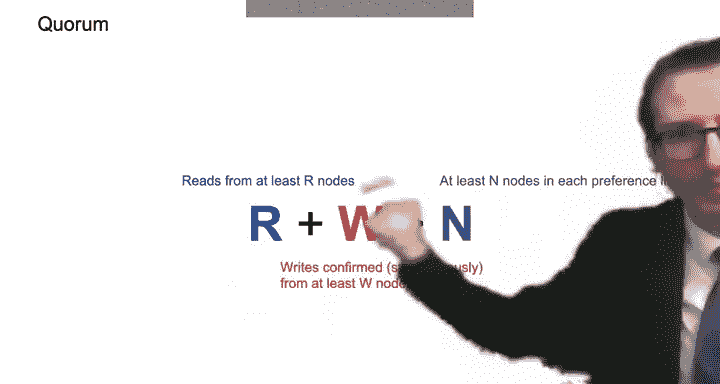 Quorum
Reads from at least R nodes
At least N nodes in each preference
R + W N
Writes confirmed
from at least W